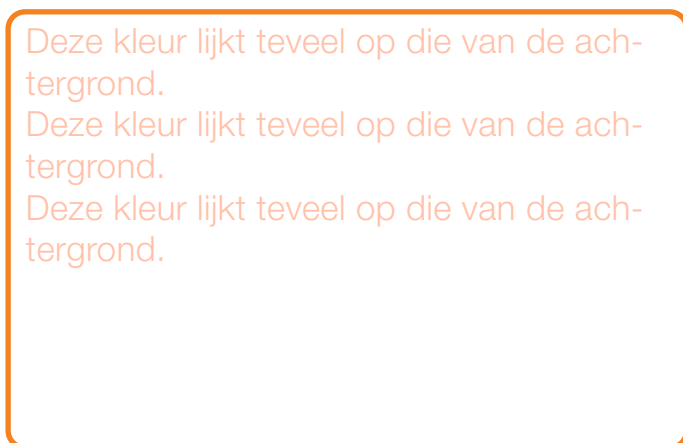 Deze kleur lijkt teveel op die van de ach-
tergrond.
Deze kleur lijkt teveel op die van de ach-
tergrond.
Deze kleur lijkt teveel op die van de ach-
tergrond.